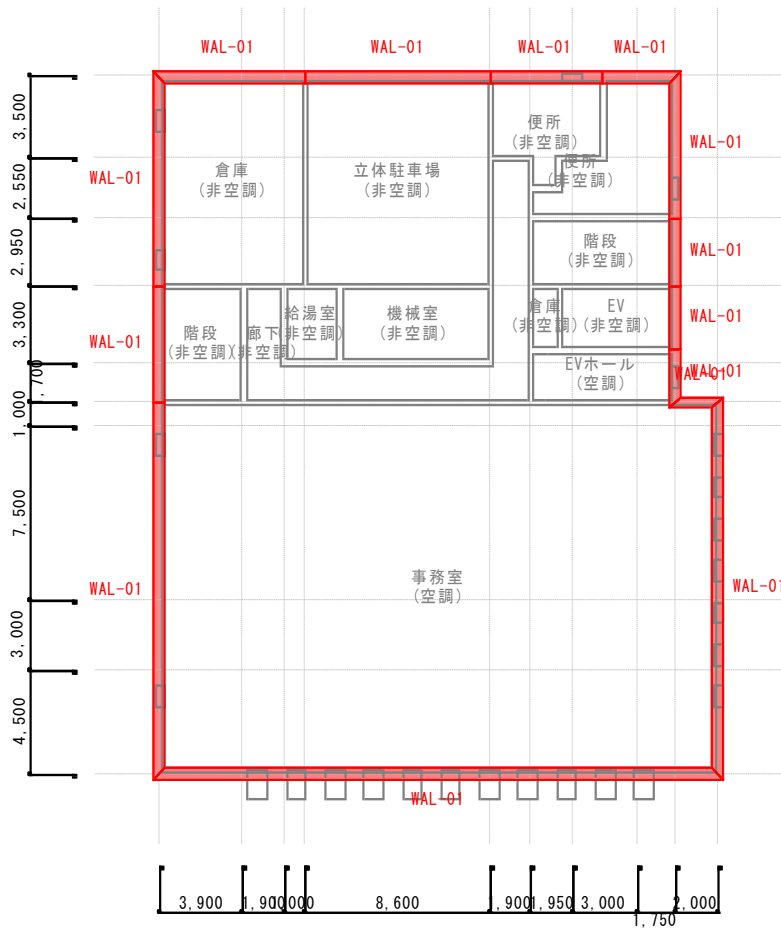 WAL-01
WAL-01
WAL-01
WAL-01
3,500
便所
(非空調)
WAL-01
2,550
WAL-01
倉庫
(非空調)
立体駐車場
(非空調)
便所
(非空調)
2,950
階段
(非空調)
WAL-01
3,300
WAL-01
階段
(非空調)
廊下
(非空調)
給湯室
(非空調)
機械室
(非空調)
倉庫
(非空調)
EV
(非空調)
WAL-01
EVホール
(空調)
WAL-01
WAL-01
1,000
7,500
事務室
(空調)
WAL-01
WAL-01
3,000
4,500
WAL-01
3,900
8,600
1,900
1,950
3,000
1,750
2,000